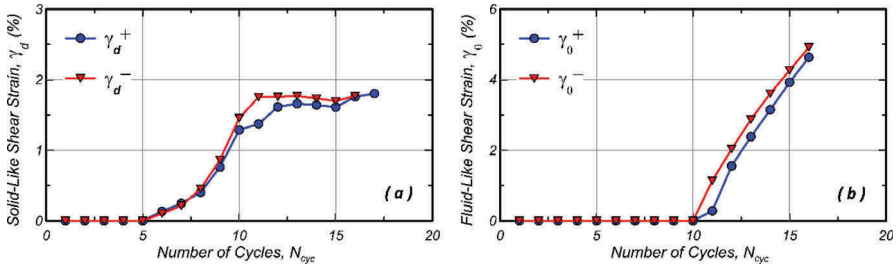 Solid-Like Shear Strain, γd (%)
3
2
1
0
γd+
γd−
(a)
0 5 10 15 20
Number of Cycles, Ncyc
Fluid-Like Shear Strain, γ0 (%)
6
4
2
0
γ0+
γ0−
(b)
0 5 10 15 20
Number of Cycles, Ncyc